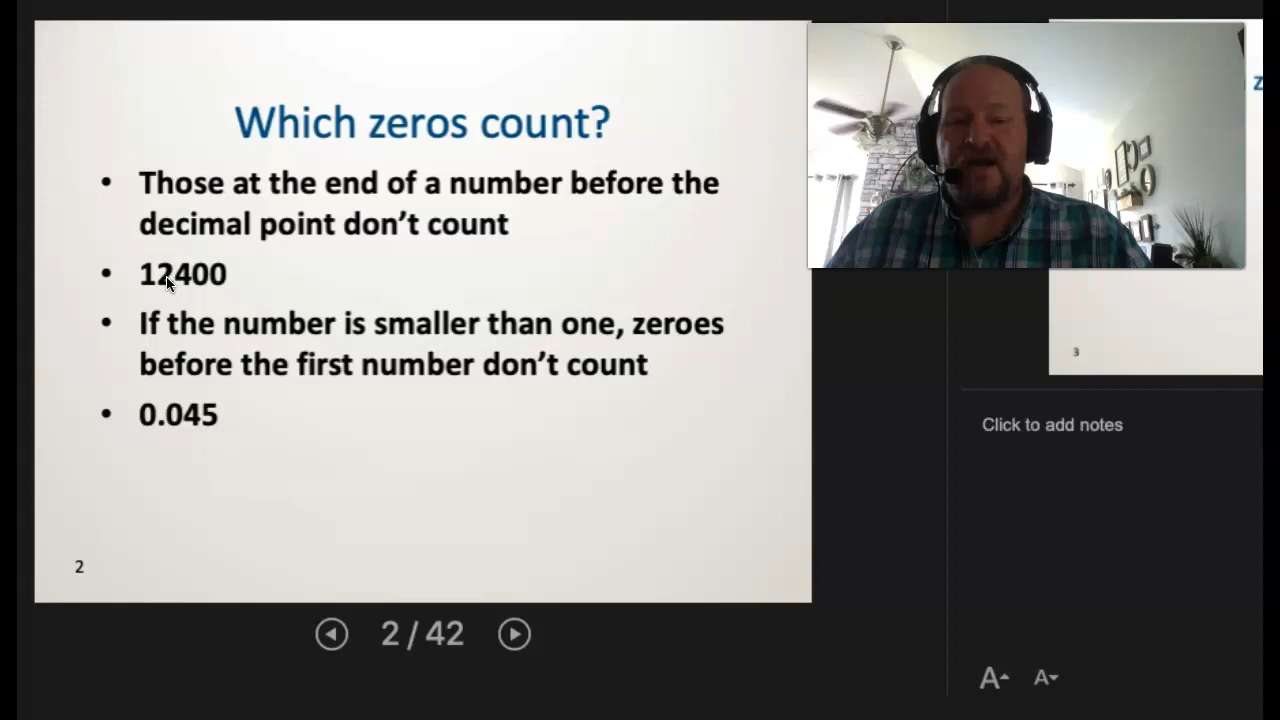 Which zeros count?
• Those at the end of a number before the
decimal point don’t count
• 12400
• If the number is smaller than one, zeroes
before the first number don’t count
• 0.045
2
2 / 42
z
3
Click to add notes
A
A